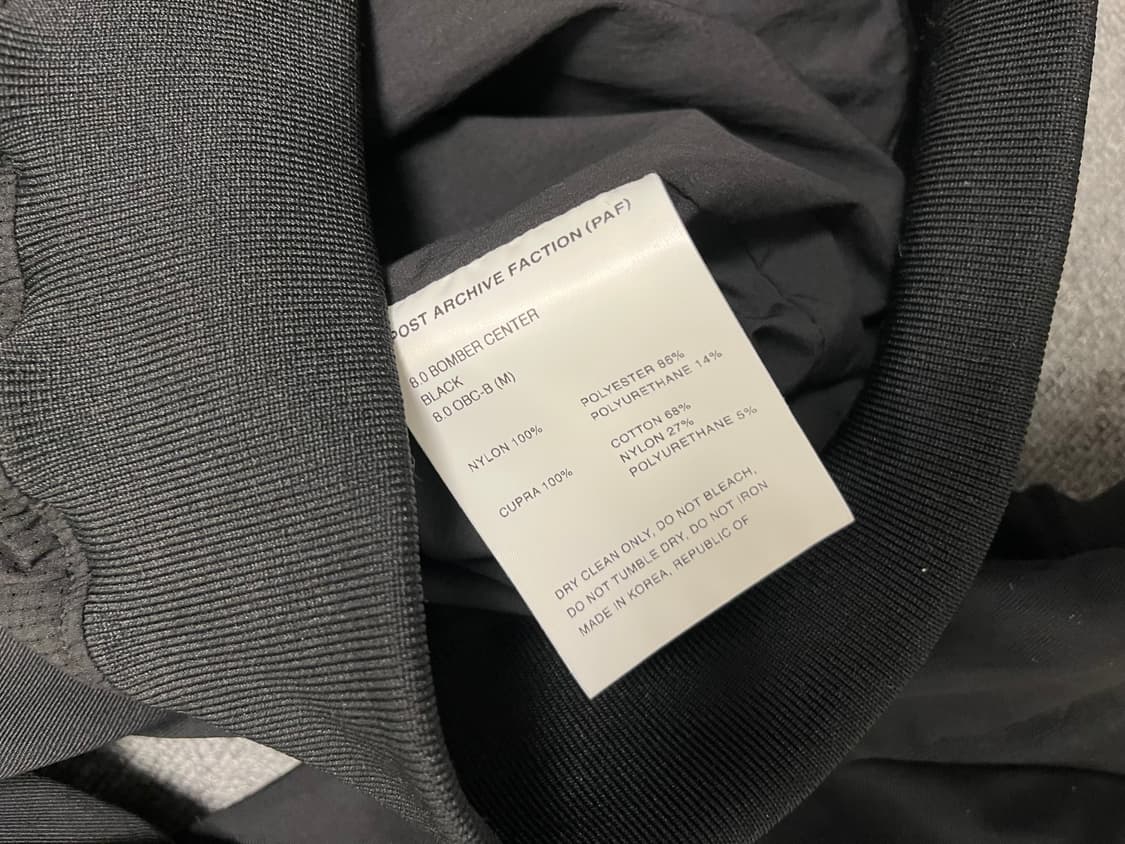 POST ARCHIVE FACTION (PAF)
8.0 BOMBER CENTER
BLACK
8.0 OBC-B (M)
NYLON 100%
CUPRA 100%
POLYESTER 86%
POLYURETHANE 14%
COTTON 68%
NYLON 27%
POLYURETHANE 5%
DRY CLEAN ONLY, DO NOT BLEACH,
DO NOT TUMBLE DRY, DO NOT IRON
MADE IN KOREA, REPUBLIC OF